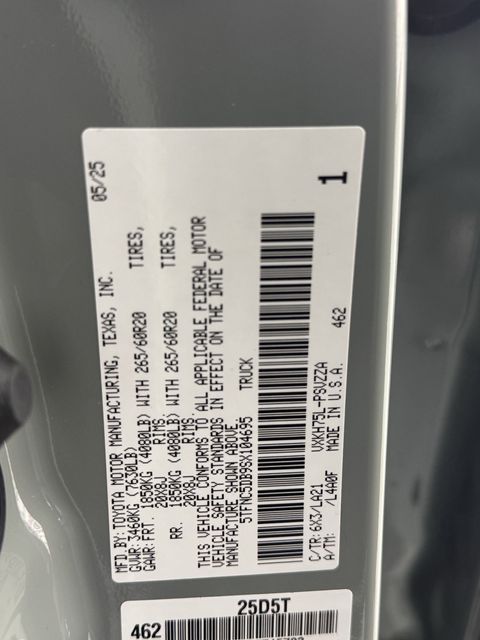 MFD.BY: TOYOTA MOTOR MANUFACTURING, TEXAS, INC. 05/25
GVWR: 3460KG (7630LB)
GAWR: FRT. 1850KG (4080LB) WITH 265/60R20 TIRES,
20X8J RIMS.
RR. 1850KG (4080LB) WITH 265/60R20 TIRES,
20X8J RIMS.
THIS VEHICLE CONFORMS TO ALL APPLICABLE FEDERAL MOTOR
VEHICLE SAFETY STANDARDS IN EFFECT ON THE DATE OF
MANUFACTURE SHOWN ABOVE.
5TFNC5DB9SX104695 TRUCK
1
C/TR: 6X3/LA21 VXKH75L-PSVZZA 462
A/TM: /L4A0F MADE IN U.S.A.
462 25D5T